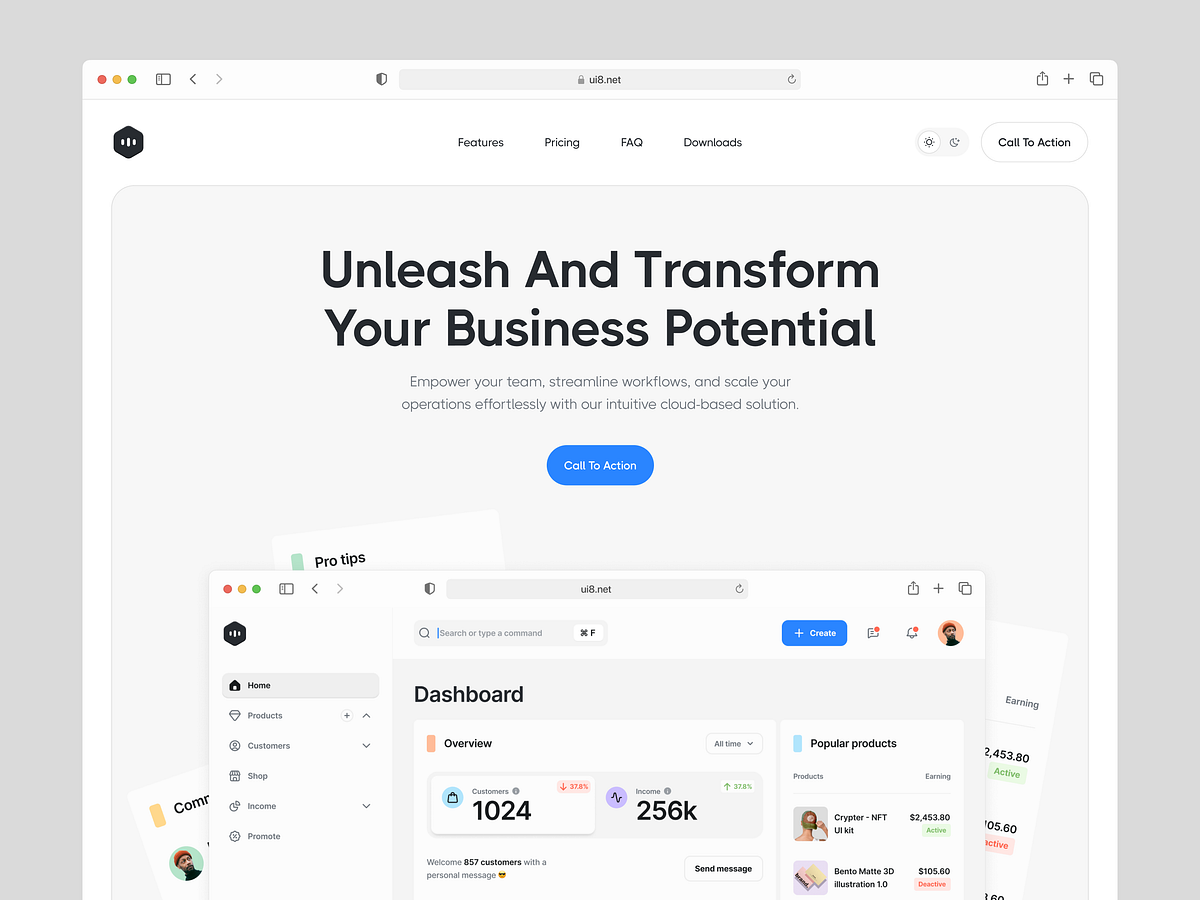 ui8.net
Features
Pricing
FAQ
Downloads
Call To Action
Unleash And Transform
Your Business Potential
Empower your team, streamline workflows, and scale your
operations effortlessly with our intuitive cloud-based solution.
Call To Action
Pro tips
ui8.net
Search or type a command
⌘ F
Create
Home
Products
Customers
Shop
Income
Promote
Dashboard
Overview
All time
Customers
1024
37.8%
Income
256k
37.8%
Welcome 857 customers with a
personal message 😎
Send message
Popular products
Products
Earning
Crypter - NFT
UI kit
$2,453.80
Active
Bento Matte 3D
illustration 1.0
$105.60
Deactive
Earning
2,453.80
Active
105.60